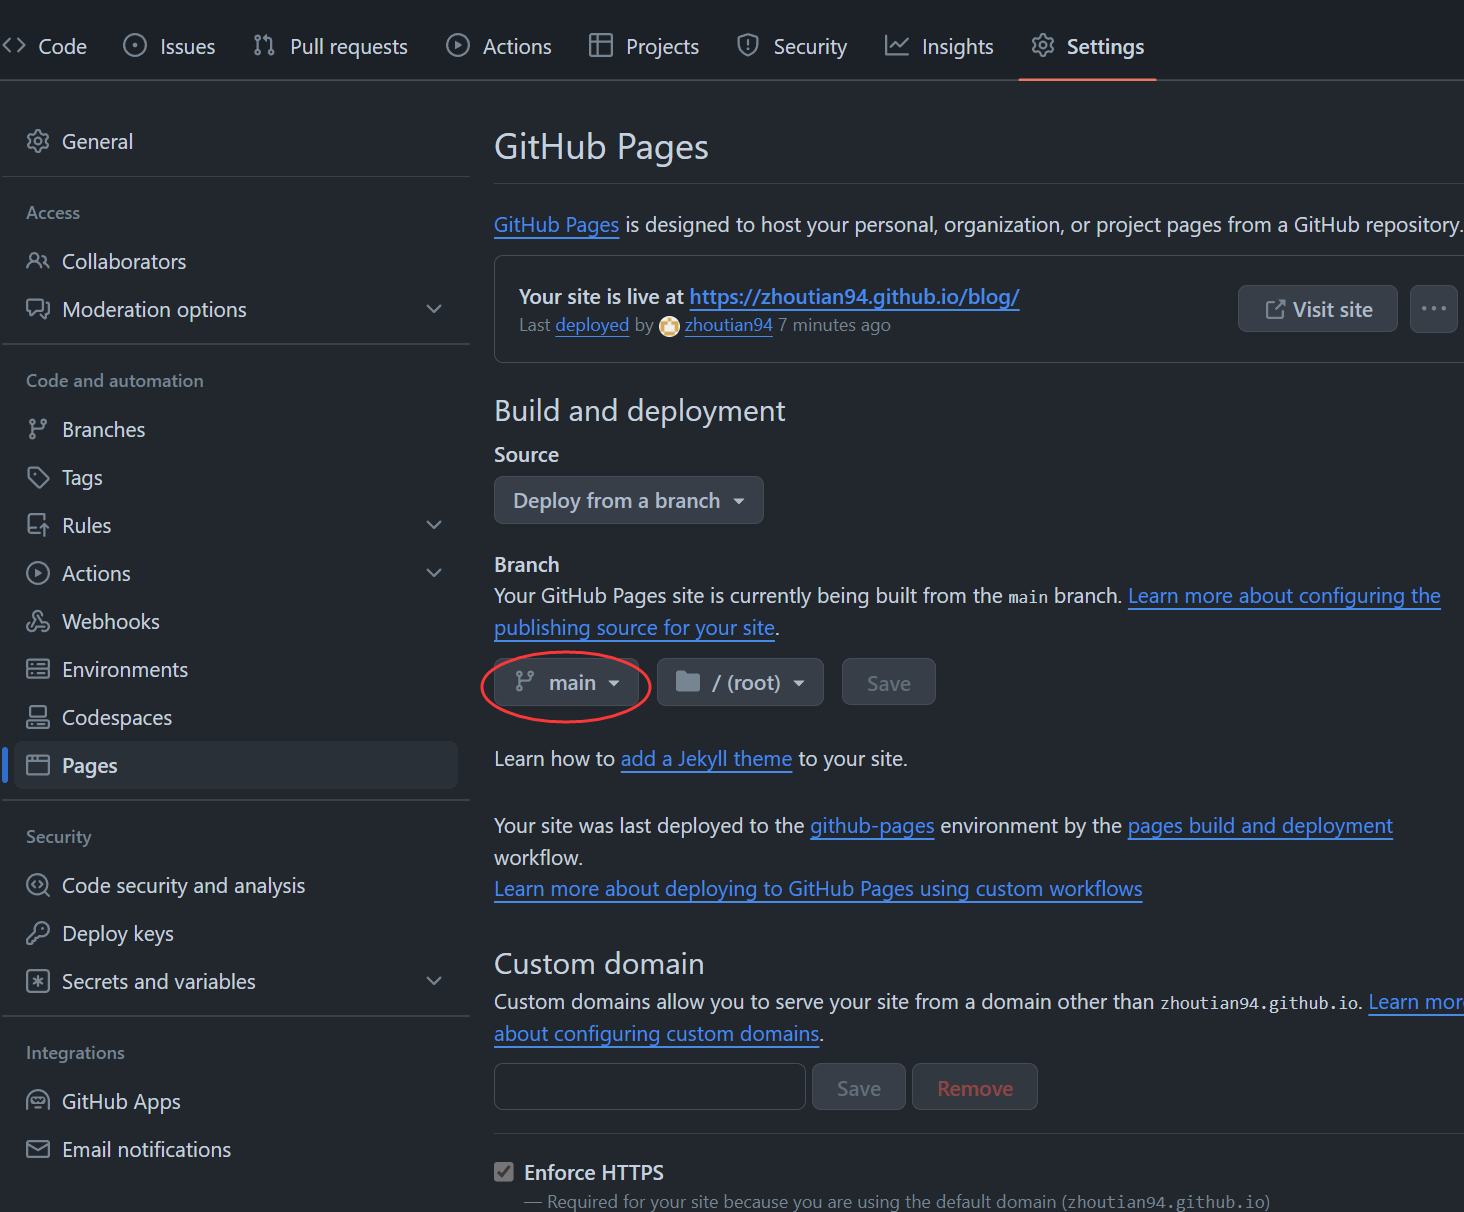 Code Issues Pull requests Actions Projects Security Insights Settings
General
Access
Collaborators
Moderation options
Code and automation
Branches
Tags
Rules
Actions
Webhooks
Environments
Codespaces
Pages
Security
Code security and analysis
Deploy keys
Secrets and variables
Integrations
GitHub Apps
Email notifications
GitHub Pages
GitHub Pages is designed to host your personal, organization, or project pages from a GitHub repository.
Your site is live at https://zhoutian94.github.io/blog/
Last deployed by zhoutian94 7 minutes ago
Visit site
Build and deployment
Source
Deploy from a branch
Branch
Your GitHub Pages site is currently being built from the main branch. Learn more about configuring the
publishing source for your site.
main / (root) Save
Learn how to add a Jekyll theme to your site.
Your site was last deployed to the github-pages environment by the pages build and deployment
workflow.
Learn more about deploying to GitHub Pages using custom workflows
Custom domain
Custom domains allow you to serve your site from a domain other than zhoutian94.github.io. Learn more
about configuring custom domains.
Save Remove
Enforce HTTPS
— Required for your site because you are using the default domain (zhoutian94.github.io)